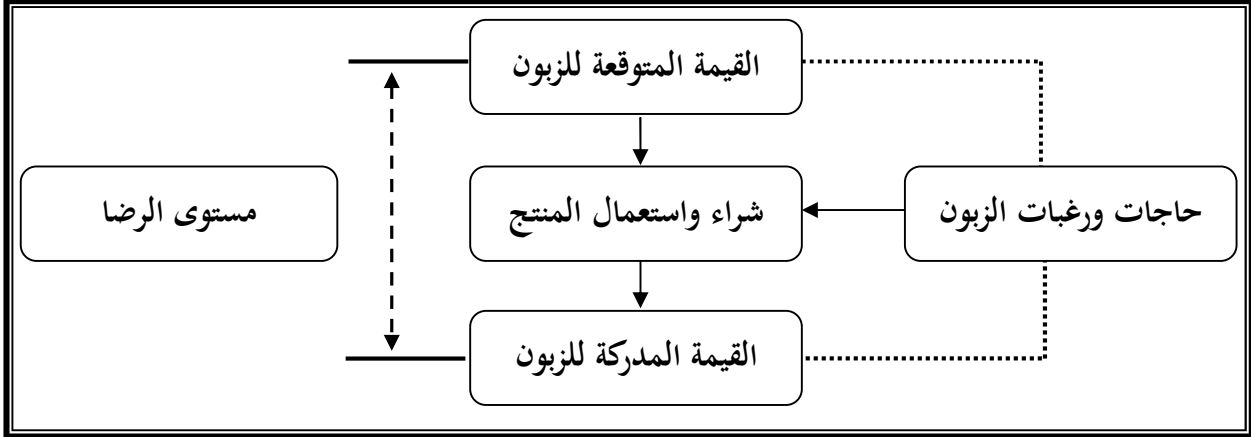 القيمة المتوقعة للزبون
حاجات ورغبات الزبون
شراء واستعمال المنتج
مستوى الرضا
القيمة المدركة للزبون